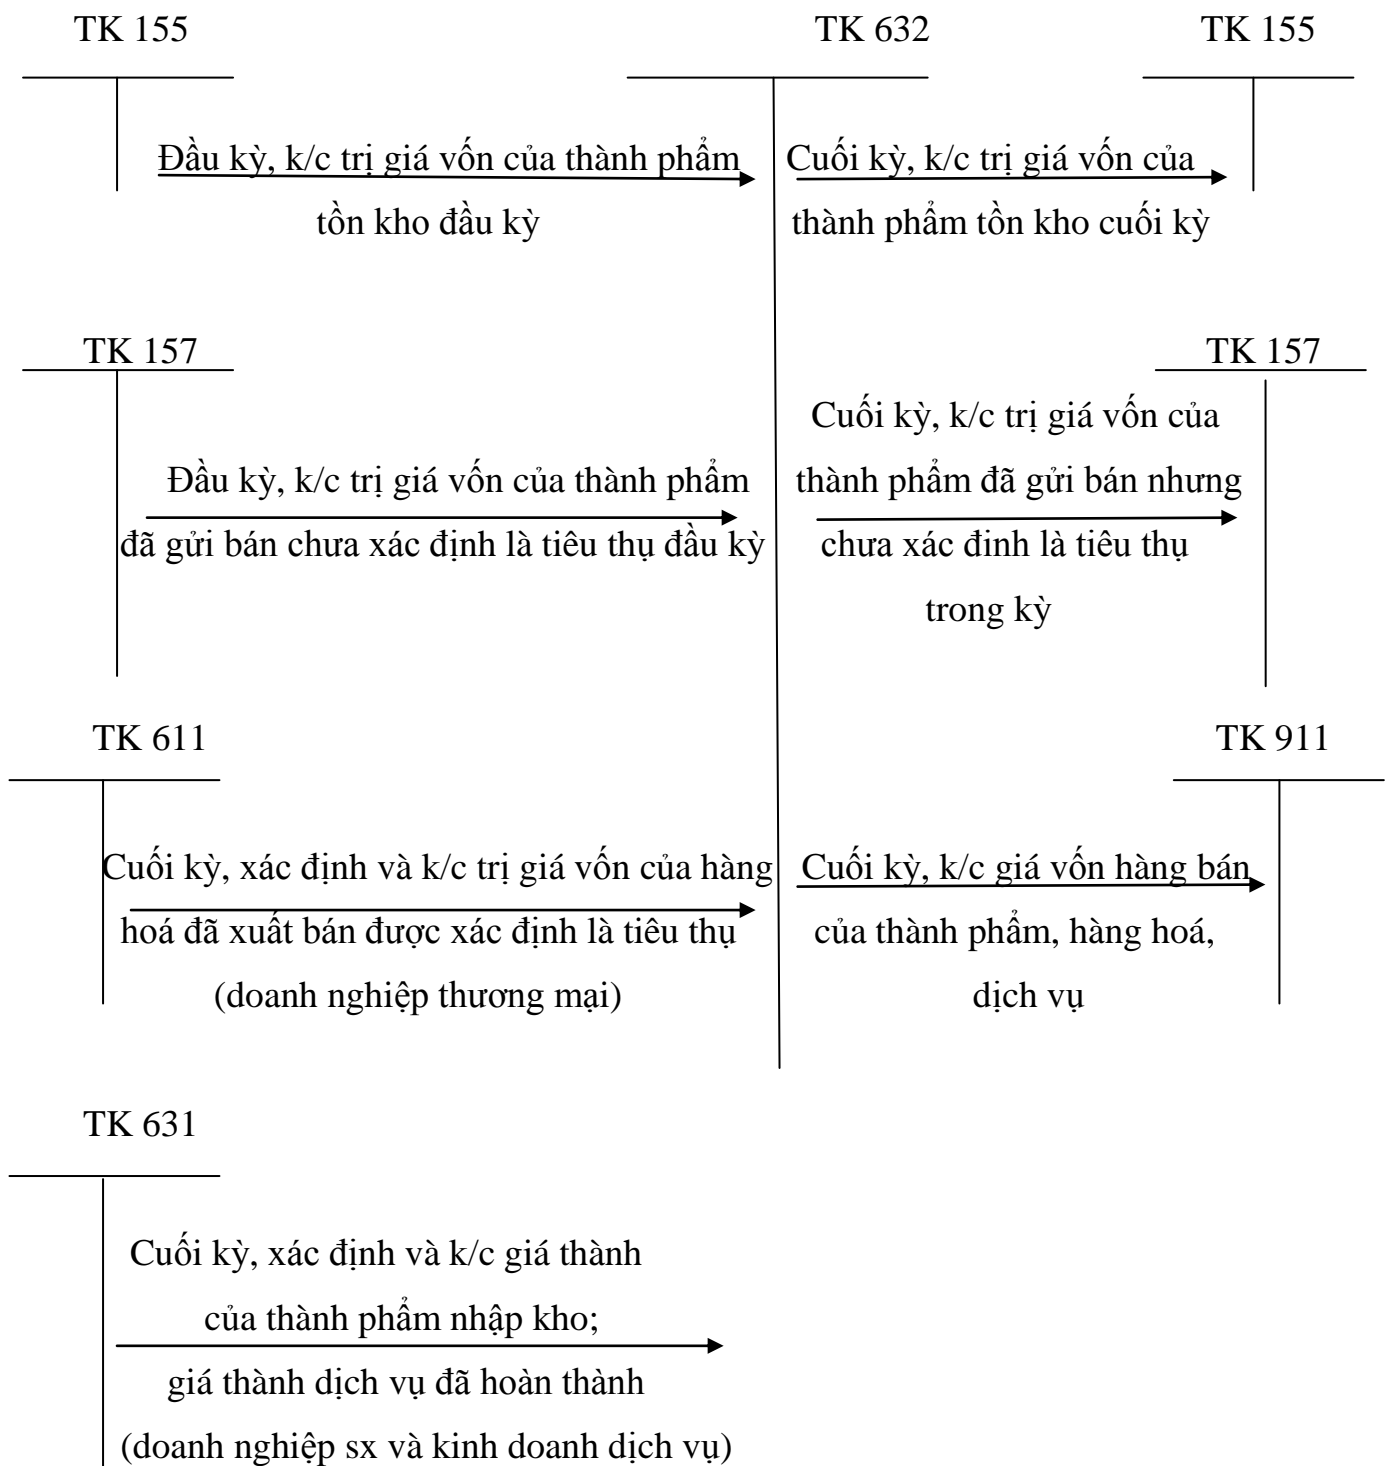 TK 155
TK 632
TK 155
Đầu kỳ, k/c trị giá vốn của thành phẩm
tồn kho đầu kỳ
Cuối kỳ, k/c trị giá vốn của
thành phẩm tồn kho cuối kỳ
TK 157
TK 157
Đầu kỳ, k/c trị giá vốn của thành phẩm
đã gửi bán chưa xác định là tiêu thụ đầu kỳ
Cuối kỳ, k/c trị giá vốn của
thành phẩm đã gửi bán nhưng
chưa xác đinh là tiêu thụ
trong kỳ
TK 611
TK 911
Cuối kỳ, xác định và k/c trị giá vốn của hàng
hoá đã xuất bán được xác định là tiêu thụ
(doanh nghiệp thương mại)
Cuối kỳ, k/c giá vốn hàng bán
của thành phẩm, hàng hoá,
dịch vụ
TK 631
Cuối kỳ, xác định và k/c giá thành
của thành phẩm nhập kho;
giá thành dịch vụ đã hoàn thành
(doanh nghiệp sx và kinh doanh dịch vụ)